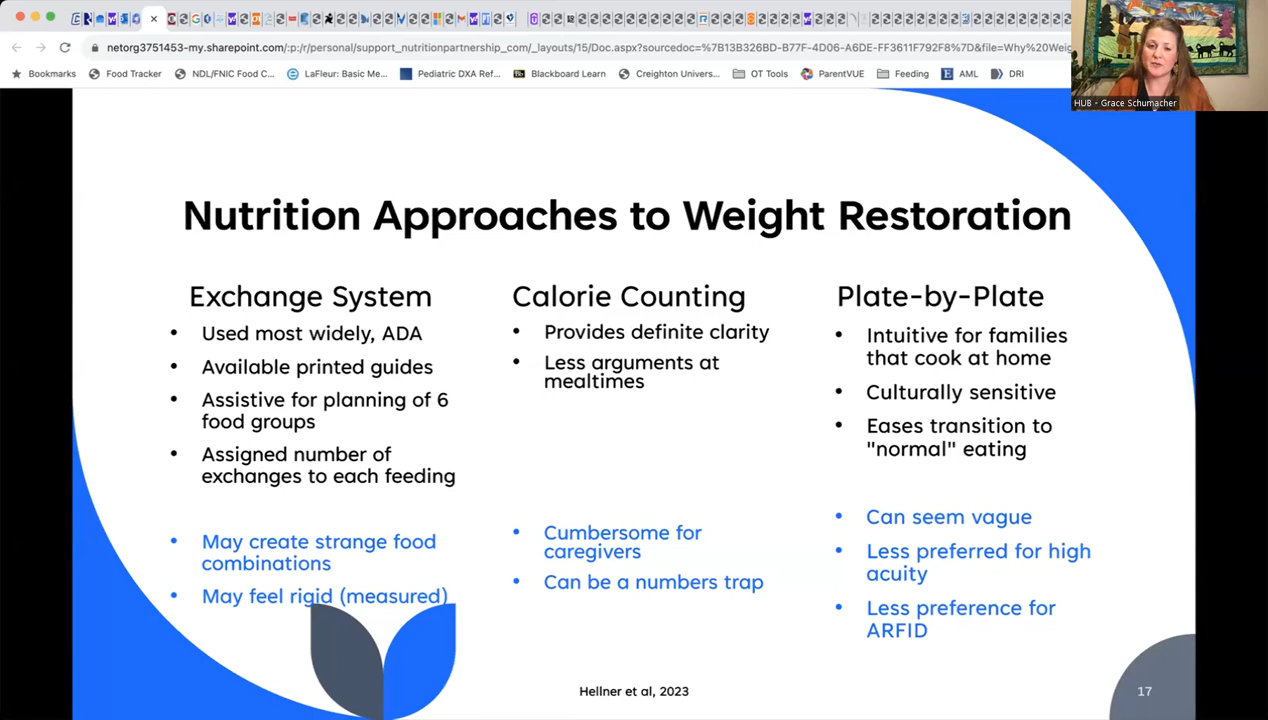 netorg3751453-my.sharepoint.com/:p:/r/personal/support_nutritionpartnership_com/_layouts/15/Doc.aspx?sourcedoc=%7B13B326BD-B77F-4D06-A6DE-FF3611F792F8%7D&file=Why%20Weig
Bookmarks
Food Tracker
NDL/FNIC Food C...
LaFleur: Basic Me...
Pediatric DXA Ref...
Blackboard Learn
Creighton Univers...
OT Tools
ParentVUE
Feeding
AML
DRI
HUB - Grace Schumacher
Nutrition Approaches to Weight Restoration
Exchange System
• Used most widely, ADA
• Available printed guides
• Assistive for planning of 6
food groups
• Assigned number of
exchanges to each feeding
• May create strange food
combinations
• May feel rigid (measured)
Calorie Counting
• Provides definite clarity
• Less arguments at
mealtimes
• Cumbersome for
caregivers
• Can be a numbers trap
Plate-by-Plate
• Intuitive for families
that cook at home
• Culturally sensitive
• Eases transition to
"normal" eating
• Can seem vague
• Less preferred for high
acuity
• Less preference for
ARFID
Hellner et al, 2023
17